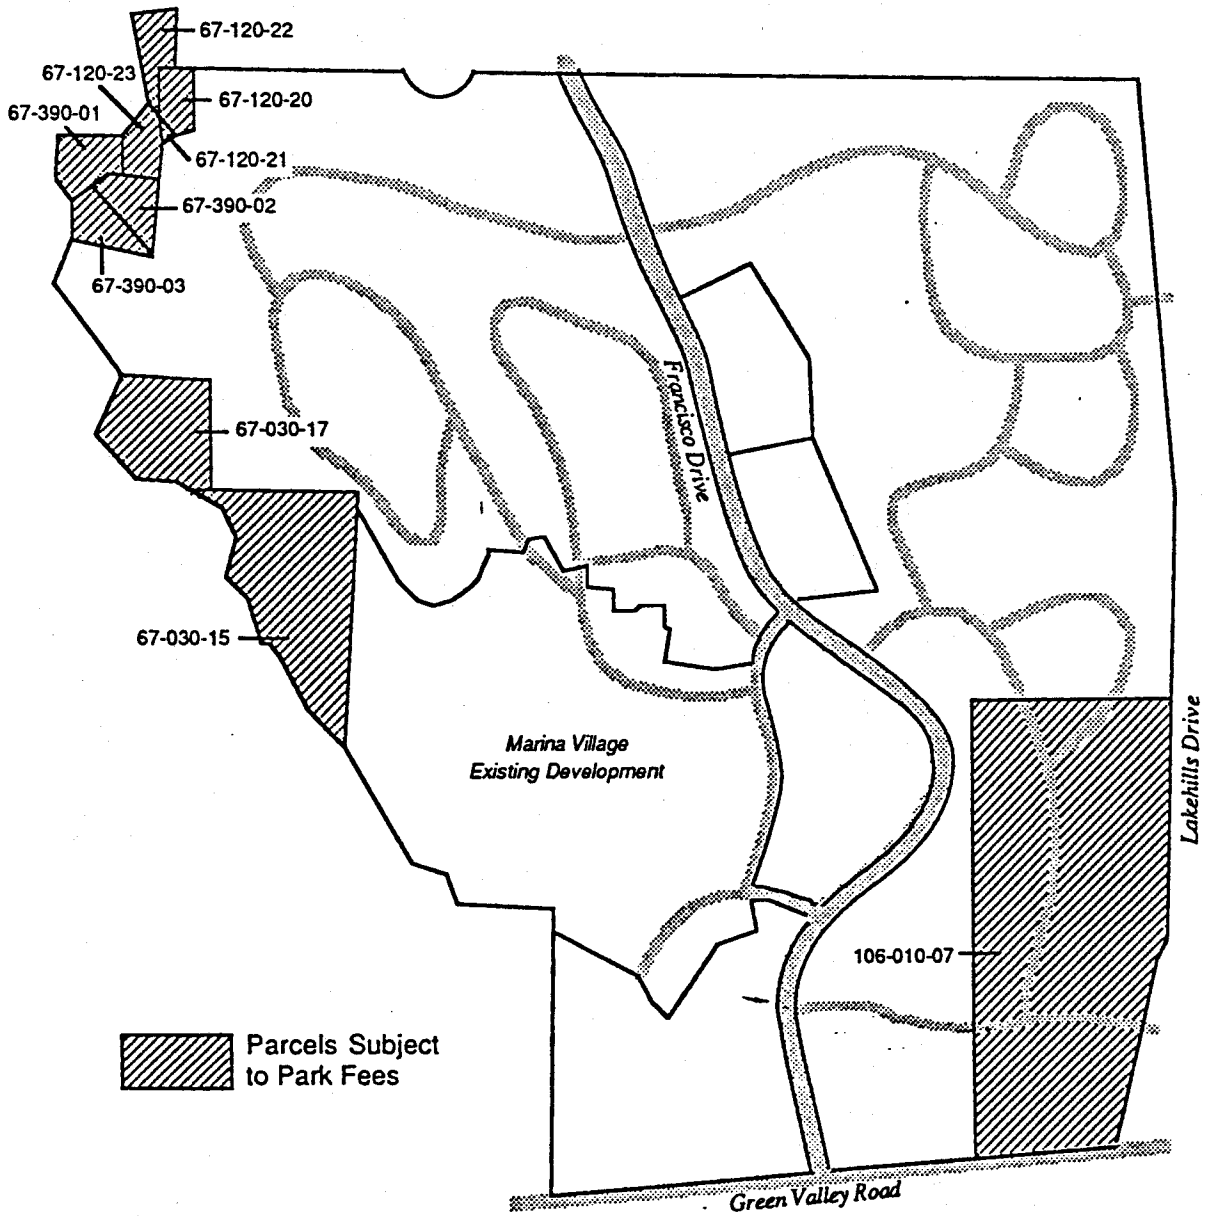 67-120-22
67-120-23
67-120-20
67-390-01
67-120-21
67-390-02
67-390-03
Francisco Drive
67-030-17
67-030-15
Marina Village
Existing Development
Lakehills Drive
106-010-07
Parcels Subject
to Park Fees
Green Valley Road